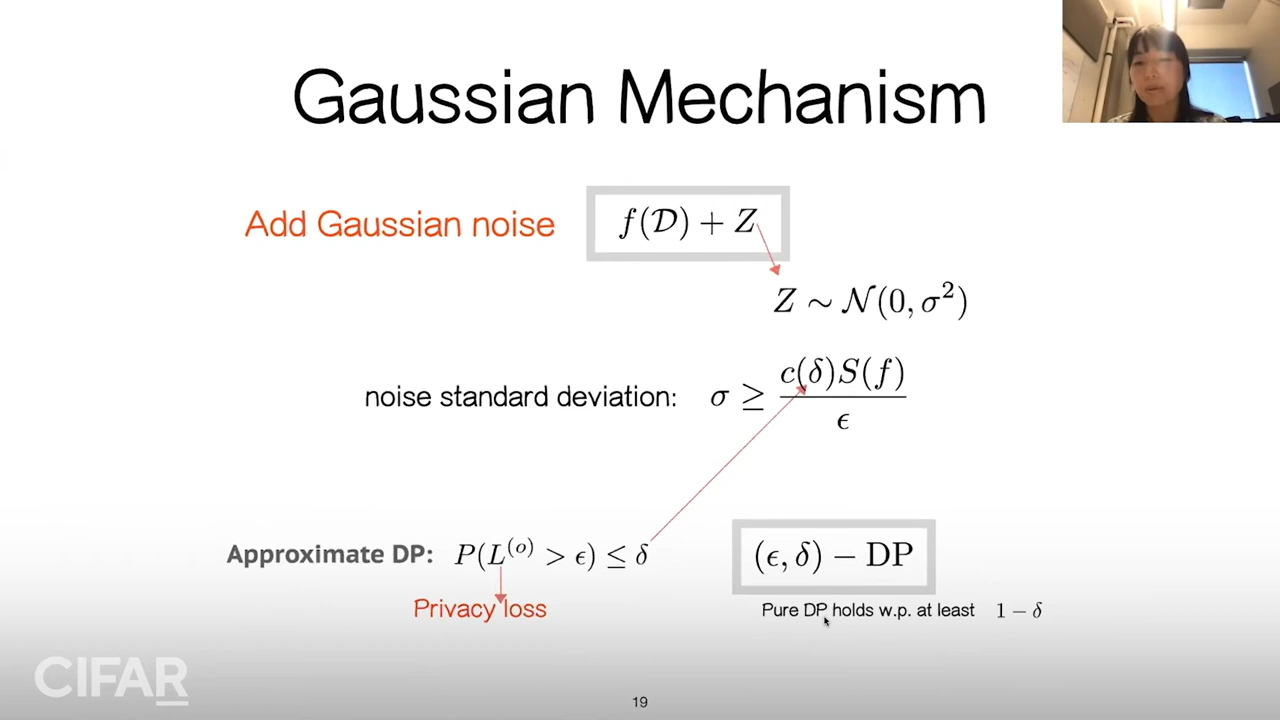 Gaussian Mechanism
Add Gaussian noise f(𝒟) + Z
Z ∼ 𝒩(0, σ²)
noise standard deviation: σ ≥ c(δ)S(f) / ϵ
Approximate DP: P(L⁽ᵒ⁾ > ϵ) ≤ δ (ϵ, δ) − DP
Privacy loss Pure DP holds w.p. at least 1 − δ
CIFAR
19